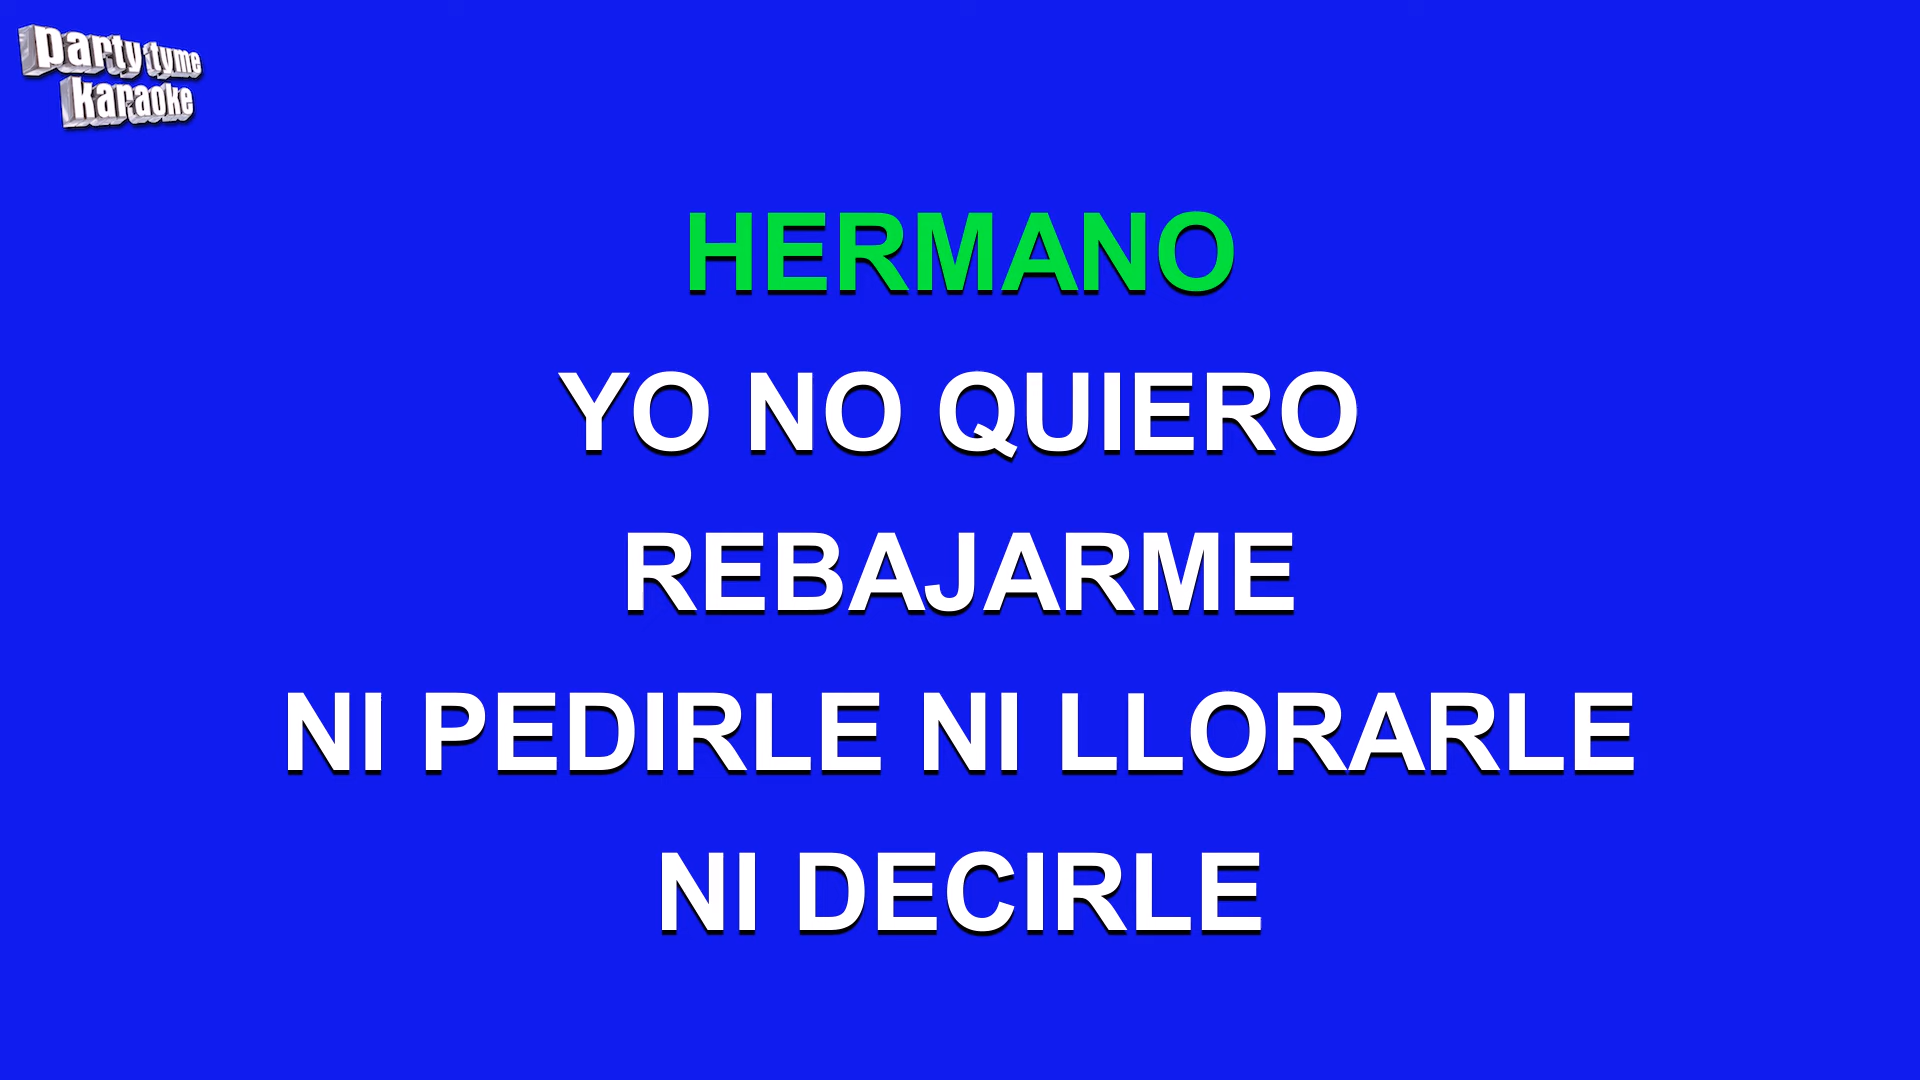 party tyme
karaoke
HERMANO
YO NO QUIERO
REBAJARME
NI PEDIRLE NI LLORARLE
NI DECIRLE